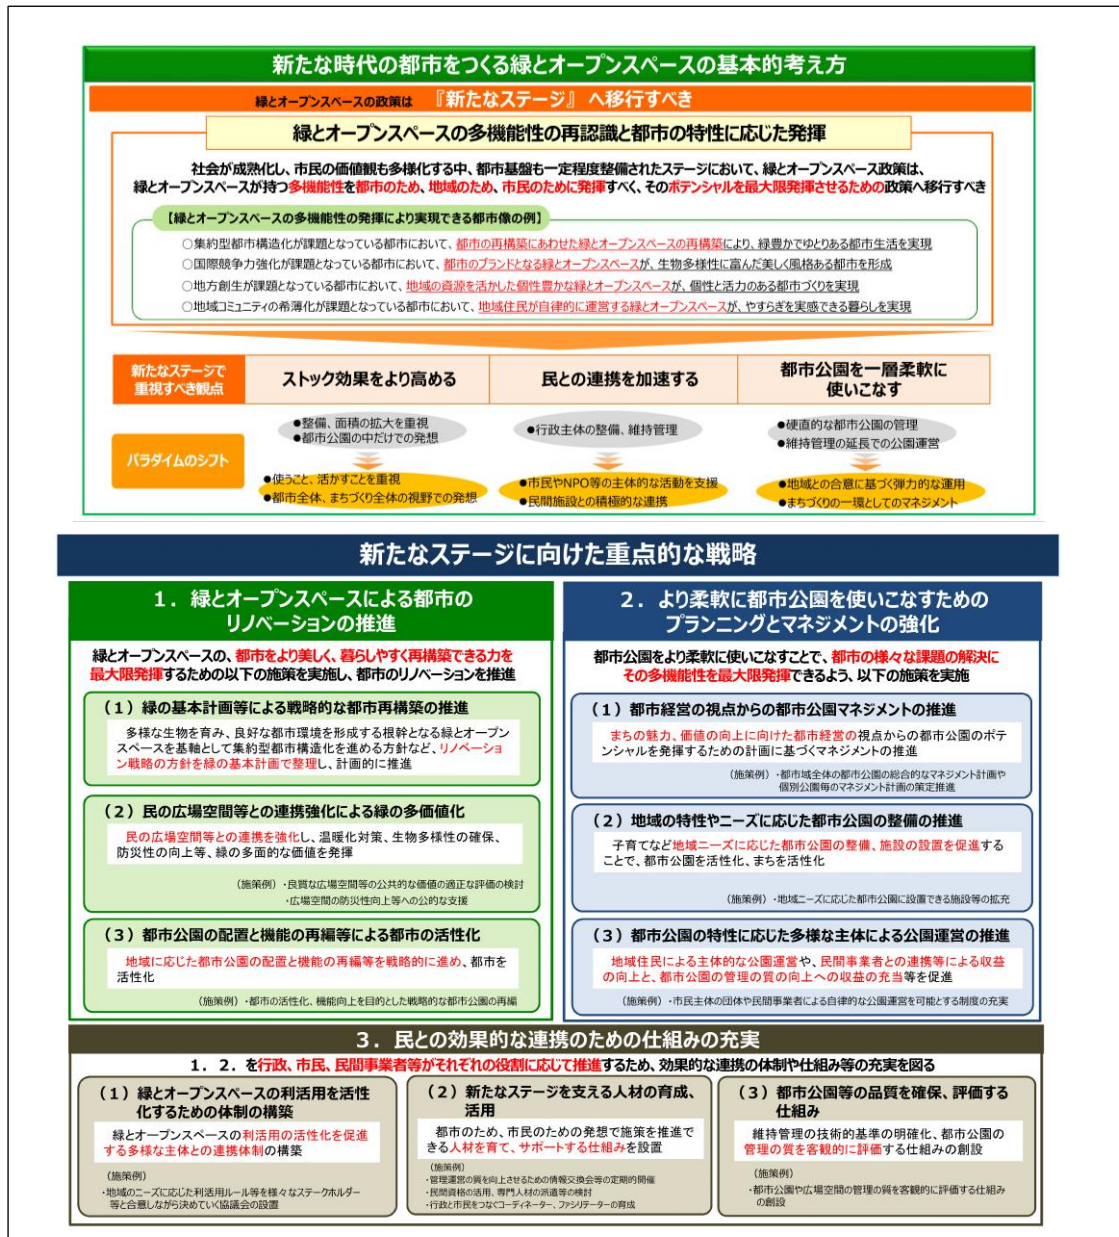 新たな時代の都市をつくる緑とオープンスペースの基本的考え方
緑とオープンスペースの政策は 『新たなステージ』 へ移行すべき
緑とオープンスペースの多機能性の再認識と都市の特性に応じた発揮
社会が成熟化し、市民の価値観も多様化する中、都市基盤も一定程度整備されたステージにおいて、緑とオープンスペース政策は、
緑とオープンスペースが持つ多機能性を都市のため、地域のため、市民のために発揮すべく、そのポテンシャルを最大限発揮させるための政策へ移行すべき
【緑とオープンスペースの多機能性の発揮により実現できる都市像の例】
○集約型都市構造化が課題となっている都市において、都市の再構築にあわせた緑とオープンスペースの再構築により、緑豊かでゆとりある都市生活を実現
○国際競争力強化が課題となっている都市において、都市のブランドとなる緑とオープンスペースが、生物多様性に富んだ美しく風格ある都市を形成
○地方創生が課題となっている都市において、地域の資源を活かした個性豊かな緑とオープンスペースが、個性と活力のある都市づくりを実現
○地域コミュニティの希薄化が課題となっている都市において、地域住民が自律的に運営する緑とオープンスペースが、やすらぎを実感できる暮らしを実現
新たなステージで
重視すべき観点
ストック効果をより高める
民との連携を加速する
都市公園を一層柔軟に
使いこなす
パラダイムのシフト
●整備、面積の拡大を重視
●都市公園の中だけでの発想
●使うこと、活かすことを重視
●都市全体、まちづくり全体の視野での発想
●行政主体の整備、維持管理
●市民やNPO等の主体的な活動を支援
●民間施設との積極的な連携
●硬直的な都市公園の管理
●維持管理の延長での公園運営
●地域との合意に基づく弾力的な運用
●まちづくりの一環としてのマネジメント
新たなステージに向けた重点的な戦略
１．緑とオープンスペースによる都市の
リノベーションの推進
緑とオープンスペースの、都市をより美しく、暮らしやすく再構築できる力を
最大限発揮するための以下の施策を実施し、都市のリノベーションを推進
（１）緑の基本計画等による戦略的な都市再構築の推進
多様な生物を育み、良好な都市環境を形成する根幹となる緑とオープン
スペースを基軸として集約型都市構造化を進める方針など、リノベーショ
ン戦略の方針を緑の基本計画で整理し、計画的に推進
（２）民の広場空間等との連携強化による緑の多価値化
民の広場空間等との連携を強化し、温暖化対策、生物多様性の確保、
防災性の向上等、緑の多面的な価値を発揮
（施策例）・良質な広場空間等の公共的な価値の適正な評価の検討
・広場空間の防災性向上等への公的な支援
（３）都市公園の配置と機能の再編等による都市の活性化
地域に応じた都市公園の配置と機能の再編等を戦略的に進め、都市を
活性化
（施策例）・都市の活性化、機能向上を目的とした戦略的な都市公園の再編
２．より柔軟に都市公園を使いこなすための
プランニングとマネジメントの強化
都市公園をより柔軟に使いこなすことで、都市の様々な課題の解決に
その多機能性を最大限発揮できるよう、以下の施策を実施
（１）都市経営の視点からの都市公園マネジメントの推進
まちの魅力、価値の向上に向けた都市経営の視点からの都市公園のポテ
ンシャルを発揮するための計画に基づくマネジメントの推進
（施策例）・都市域全体の都市公園の総合的なマネジメント計画や
個別公園毎のマネジメント計画の策定推進
（２）地域の特性やニーズに応じた都市公園の整備の推進
子育てなど地域ニーズに応じた都市公園の整備、施設の設置を促進する
ことで、都市公園を活性化、まちを活性化
（施策例）・地域ニーズに応じた都市公園に設置できる施設等の拡充
（３）都市公園の特性に応じた多様な主体による公園運営の推進
地域住民による主体的な公園運営や、民間事業者との連携等による収益
の向上と、都市公園の管理の質の向上への収益の充当等を促進
（施策例）・市民主体の団体や民間事業者による自律的な公園運営を可能とする制度の充実
３．民との効果的な連携のための仕組みの充実
１．２．を行政、市民、民間事業者等がそれぞれの役割に応じて推進するため、効果的な連携の体制や仕組み等の充実を図る
（１）緑とオープンスペースの利活用を活性
化するための体制の構築
緑とオープンスペースの利活用の活性化を促進
する多様な主体との連携体制の構築
（施策例）
・地域のニーズに応じた利活用ルール等を様々なステークホルダー
等と合意しながら決めていく協議会の設置
（２）新たなステージを支える人材の育成、
活用
都市のため、市民のための発想で施策を推進で
きる人材を育て、サポートする仕組みを設置
（施策例）
・管理運営の質を向上させるための情報交換会等の定期的開催
・民間資格の活用、専門人材の派遣等の検討
・行政と市民をつなぐコーディネーター、ファシリテーターの育成
（３）都市公園等の品質を確保、評価する
仕組み
維持管理の技術的基準の明確化、都市公園の
管理の質を客観的に評価する仕組みの創設
（施策例）
・都市公園や広場空間の管理の質を客観的に評価する仕組み
の創設